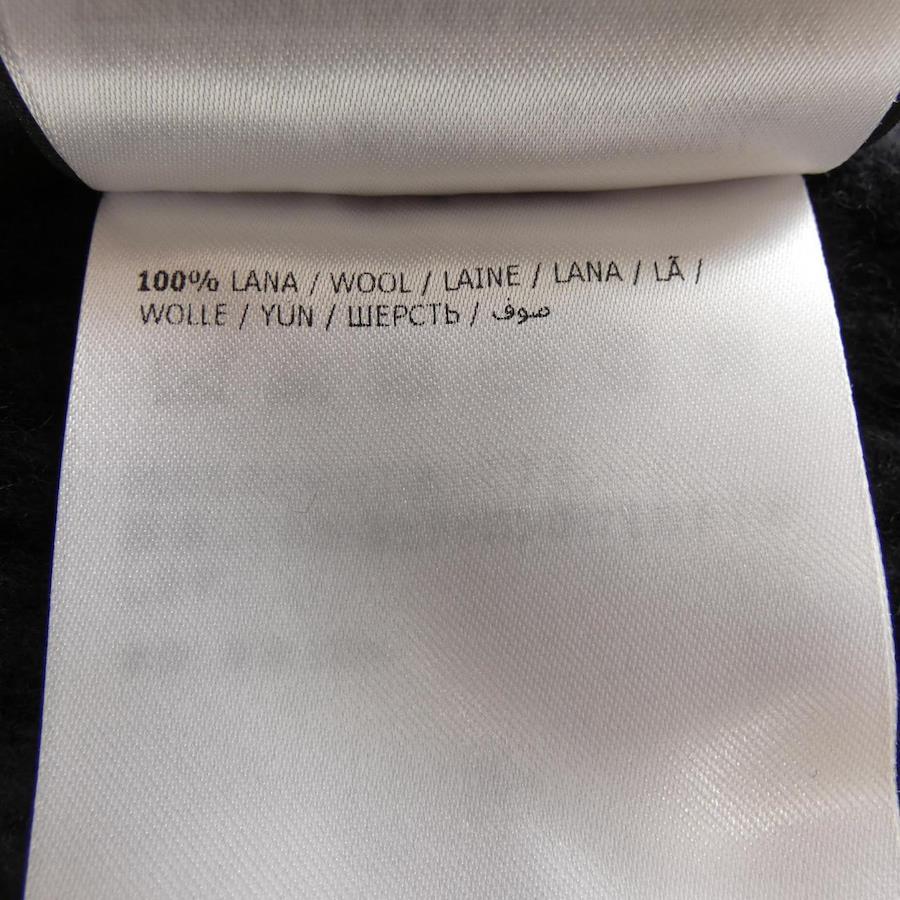 100% LANA / WOOL / LAINE / LANA / LÃ /
WOLLE / YUN / ШЕРСТЬ / صوف